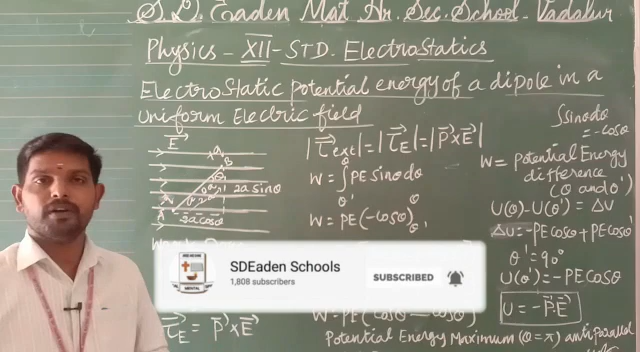 S.D. Eaden Mat Hr. Sec. School - Vadalur
Physics - XII - STD. ElectroStatics
ElectroStatic potential energy of a dipole in a
Uniform Electric field
E⃗
B
2a sinθ
2a cosθ
A
|τ⃗ext| = |τ⃗E| = |P⃗×E⃗|
W = ∫ PE sinθ dθ
θ
θ'
W = PE(-cosθ)
θ
θ'
τ⃗E = P⃗×E⃗
∫sinθdθ
= -cosθ
W = Potential Energy
difference
(θ and θ')
U(θ) - U(θ') = ΔU
ΔU = -PE cosθ + PE cosθ'
θ' = 90°
U(θ) = -PE cosθ
U = -P⃗.E⃗
Potential Energy Maximum (θ=π) antiparallel
SDEaden Schools
1,808 subscribers
SUBSCRIBED